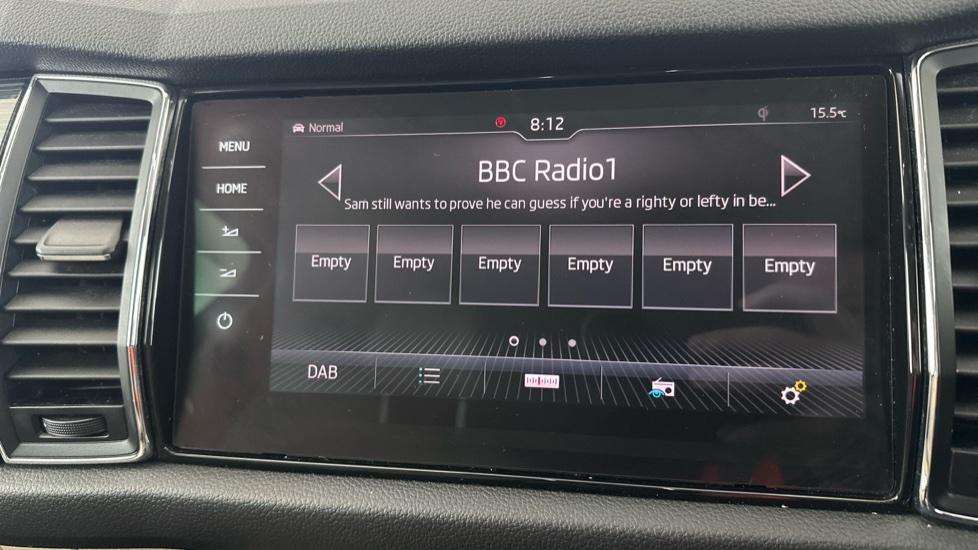 Normal
8:12
15.5°C
MENU
HOME
BBC Radio1
Sam still wants to prove he can guess if you're a righty or lefty in be...
Empty Empty Empty Empty Empty Empty
DAB